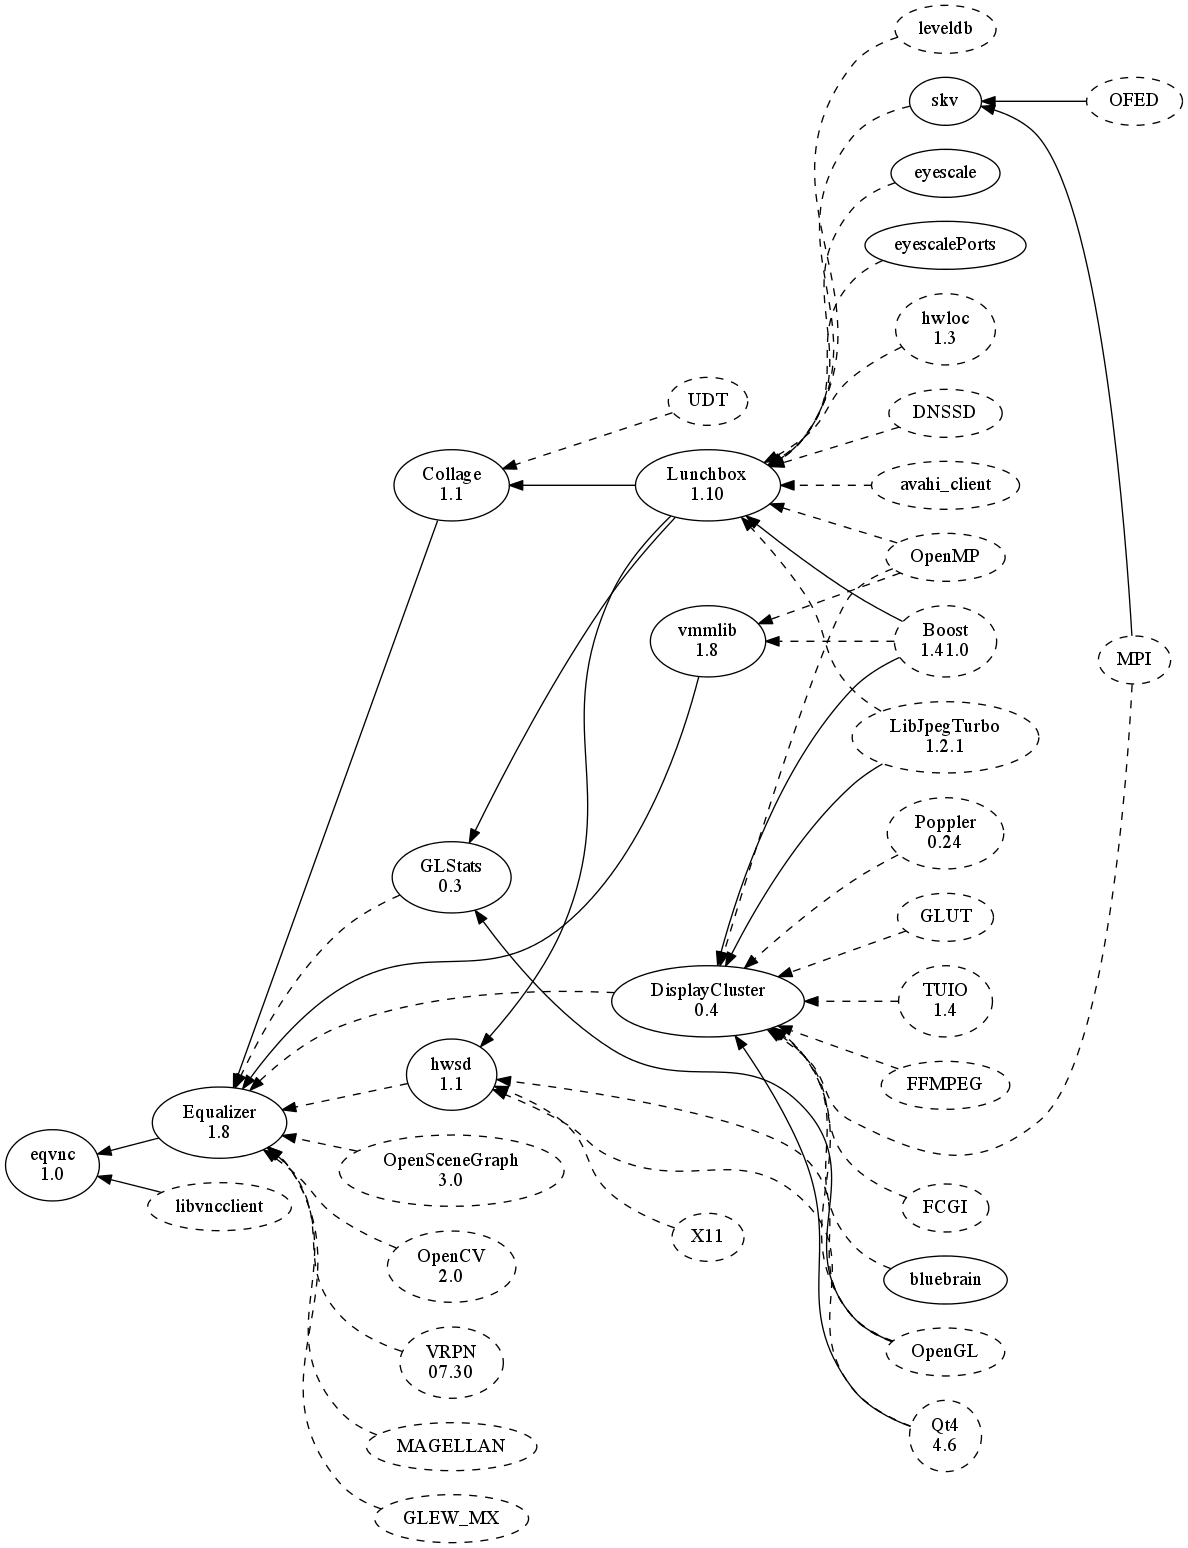 leveldb
skv
OFED
eyescale
eyescalePorts
hwloc
1.3
UDT
DNSSD
Collage
1.1
Lunchbox
1.10
avahi_client
OpenMP
vmmlib
1.8
Boost
1.41.0
MPI
LibJpegTurbo
1.2.1
Poppler
0.24
GLStats
0.3
GLUT
DisplayCluster
0.4
TUIO
1.4
hwsd
1.1
FFMPEG
Equalizer
1.8
eqvnc
1.0
OpenSceneGraph
3.0
libvncclient
FCGI
X11
OpenCV
2.0
bluebrain
VRPN
07.30
OpenGL
MAGELLAN
Qt4
4.6
GLEW_MX